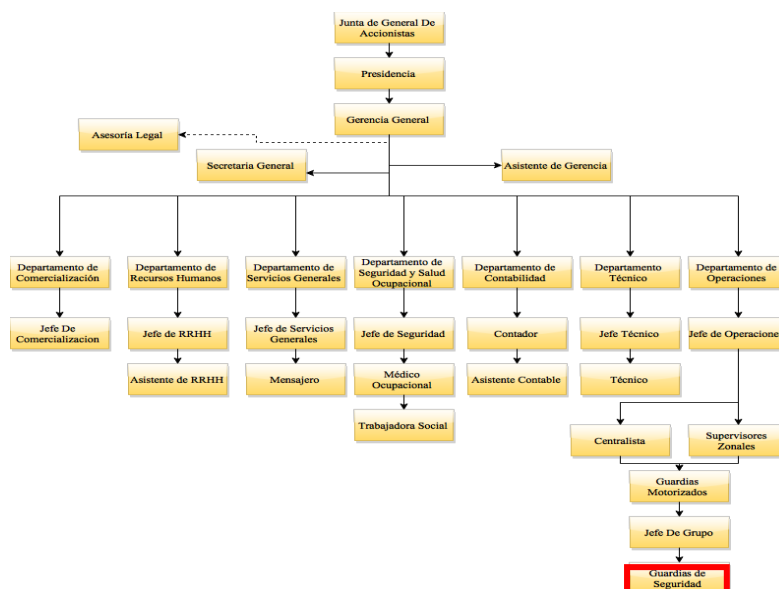 Junta de General De
Accionistas
Presidencia
Gerencia General
Asesoría Legal
Secretaria General
Asistente de Gerencia
Departamento de
Comercialización
Departamento de
Recursos Humanos
Departamento de
Servicios Generales
Departamento de
Seguridad y Salud
Ocupacional
Departamento de
Contabilidad
Departamento
Técnico
Departamento de
Operaciones
Jefe De
Comercializacion
Jefe de RRHH
Jefe de Servicios
Generales
Jefe de Seguridad
Contador
Jefe Técnico
Jefe de Operaciones
Asistente de RRHH
Mensajero
Médico
Ocupacional
Asistente Contable
Técnico
Trabajadora Social
Centralista
Supervisores
Zonales
Guardias
Motorizados
Jefe De Grupo
Guardias de
Seguridad